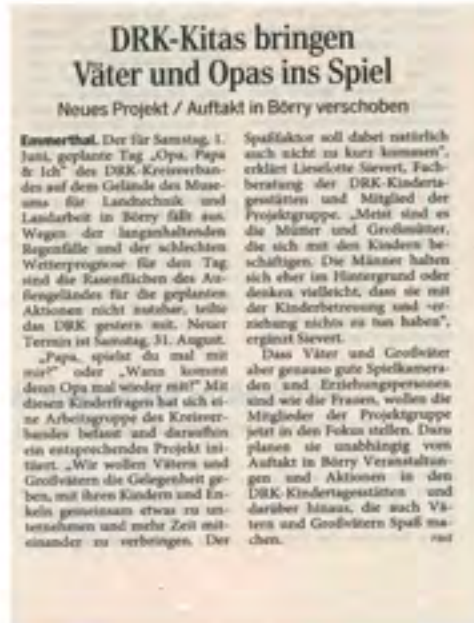 DRK-Kitas bringen
Väter und Opas ins Spiel
Neues Projekt / Auftakt in Börry verschoben
Emmerthal. Der für Samstag, 1.
Juni, geplante Tag „Opa, Papa
& Ich" des DRK-Kreisverban-
des auf dem Gelände des Muse-
ums für Landtechnik und
Landarbeit in Börry fällt aus.
Wegen der langanhaltenden
Regenfälle und der schlechten
Wetterprognose für den Tag
sind die Rasenflächen des Au-
ßengeländes für die geplanten
Aktionen nicht nutzbar, teilte
das DRK gestern mit. Neuer
Termin ist Samstag, 31. August.
„Papa, spielst du mal mit
mir?" oder „Wann kommt
denn Opa mal wieder mit?" Mit
diesen Kinderfragen hat sich ei-
ne Arbeitsgruppe des Kreisver-
bandes befasst und daraufhin
ein entsprechendes Projekt ini-
tiiert. „Wir wollen Vätern und
Großvätern die Gelegenheit ge-
ben, mit ihren Kindern und En-
keln gemeinsam etwas zu un-
ternehmen und mehr Zeit mit-
einander zu verbringen. Der
Spaßfaktor soll dabei natürlich
auch nicht zu kurz kommen",
erklärt Lieselotte Sievert, Fach-
beratung der DRK-Kinderta-
gesstätten und Mitglied der
Projektgruppe. „Meist sind es
die Mütter und Großmütter,
die sich mit den Kindern be-
schäftigen. Die Männer halten
sich eher im Hintergrund oder
denken vielleicht, dass sie mit
der Kinderbetreuung und -er-
ziehung nichts zu tun haben",
ergänzt Sievert.
Dass Väter und Großväter
aber genauso gute Spielkamera-
den und Erziehungspersonen
sind wie die Frauen, wollen die
Mitglieder der Projektgruppe
jetzt in den Fokus stellen. Dazu
planen sie unabhängig vom
Auftakt in Börry Veranstaltun-
gen und Aktionen in den
DRK-Kindertagesstätten und
darüber hinaus, die auch Vä-
tern und Großvätern Spaß ma-
chen.